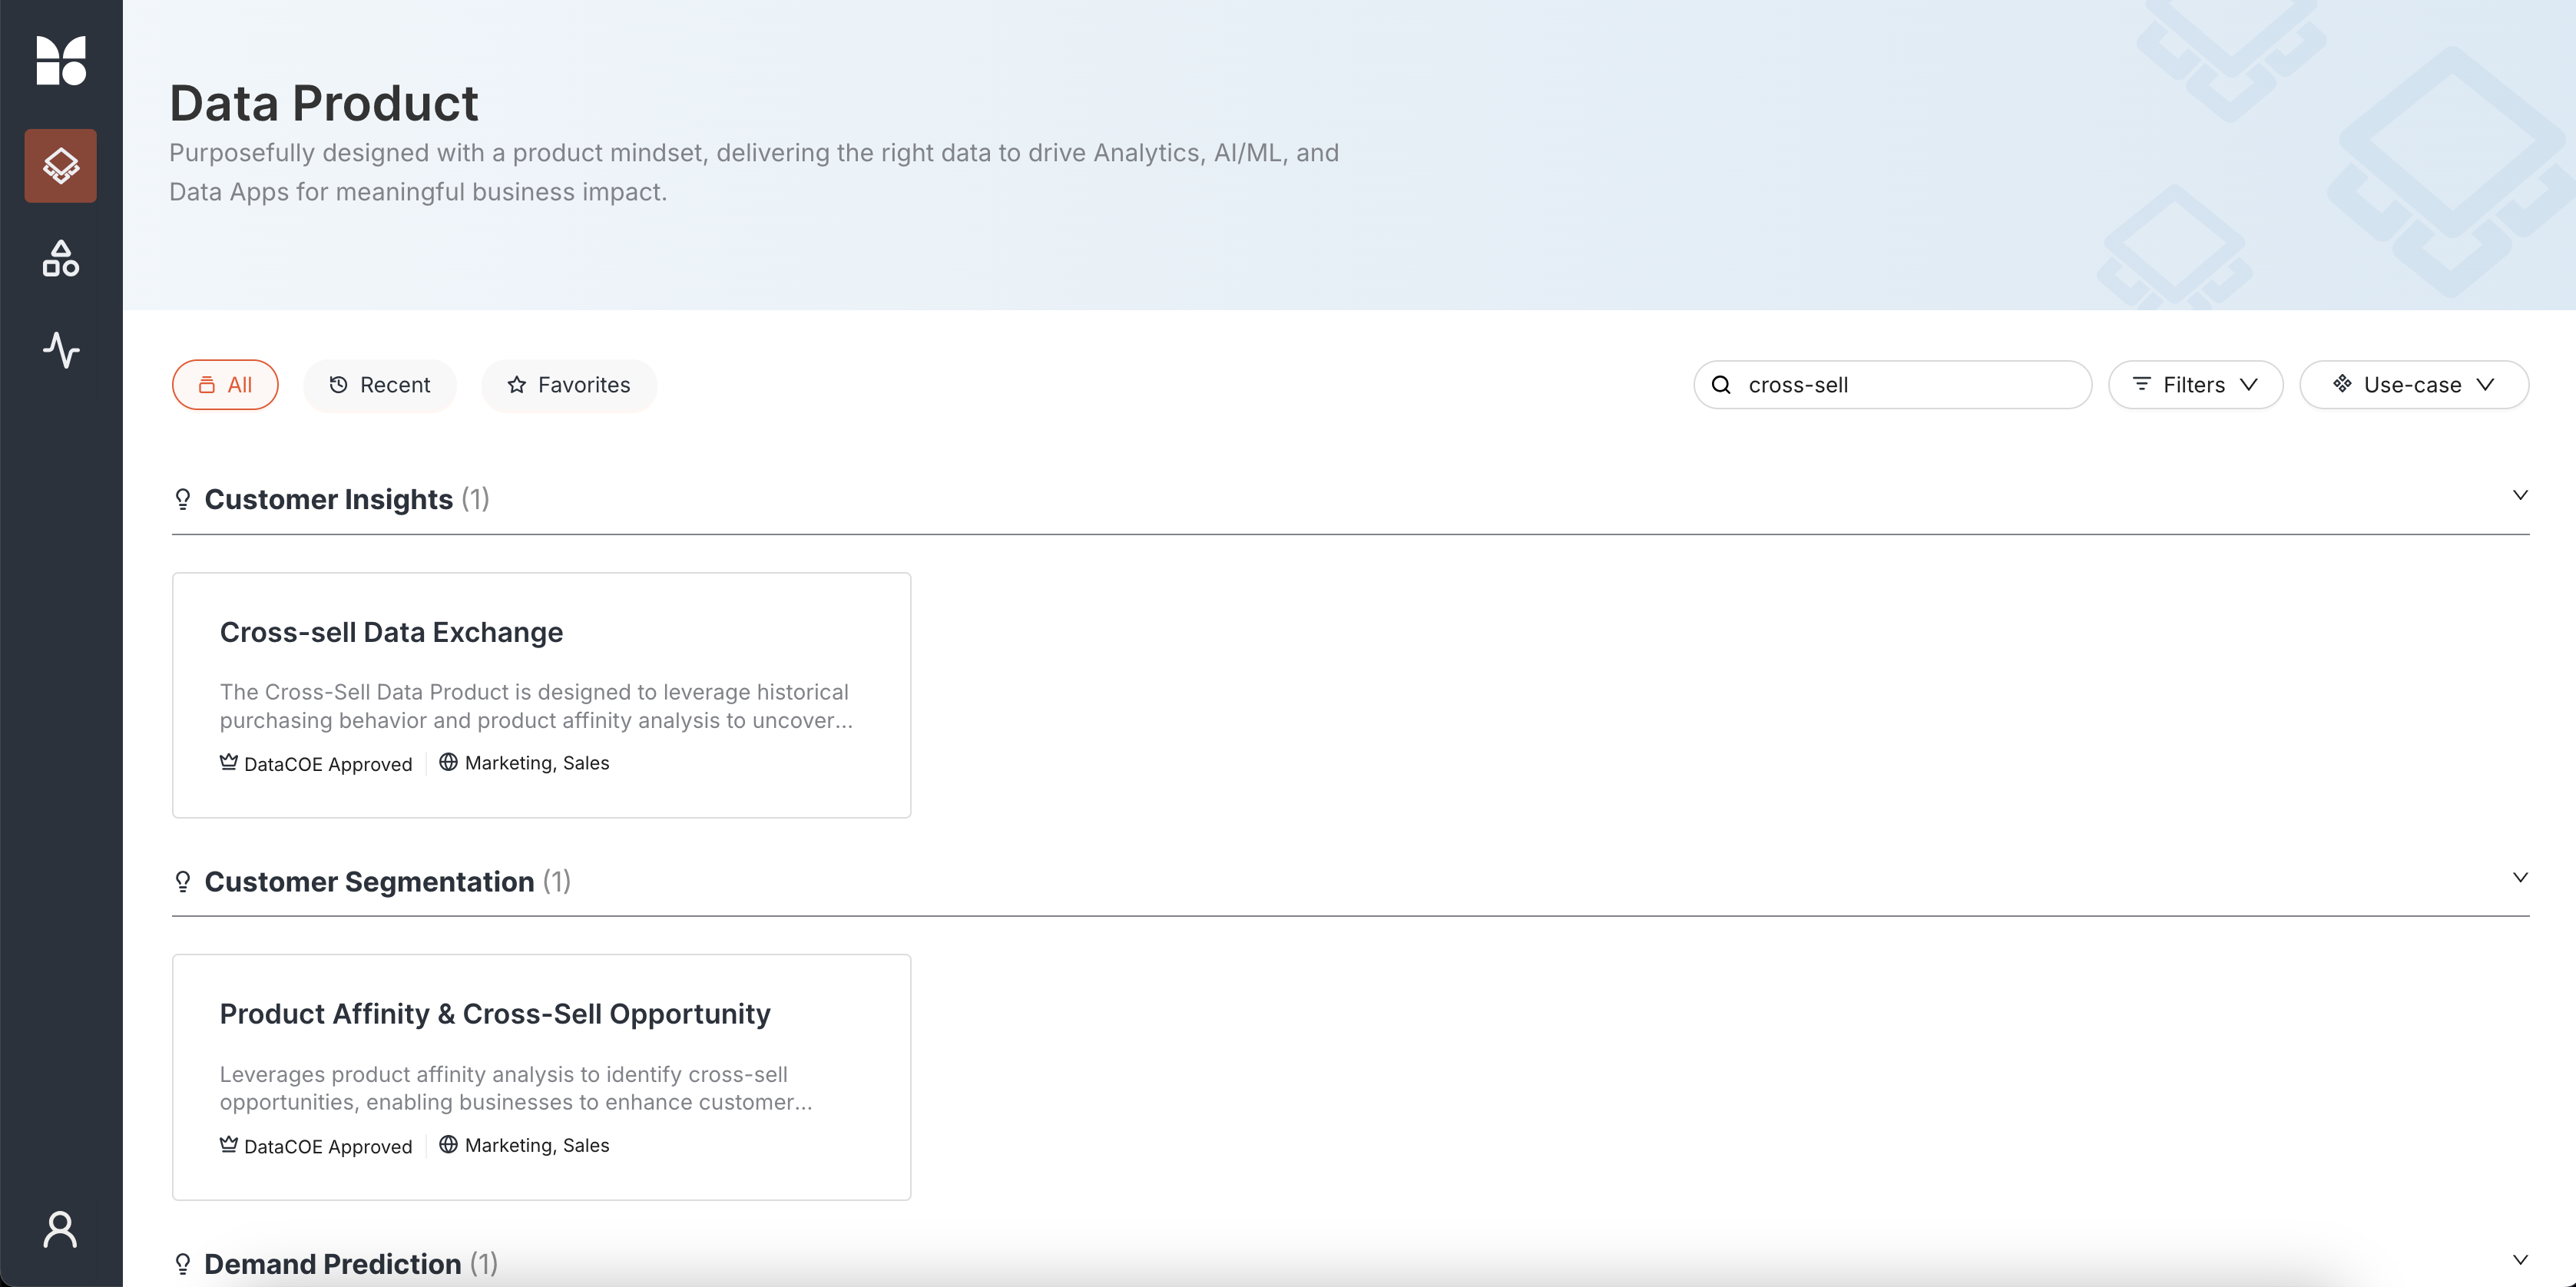 Data Product
Purposefully designed with a product mindset, delivering the right data to drive Analytics, AI/ML, and
Data Apps for meaningful business impact.
All
Recent
Favorites
cross-sell
Filters
Use-case
Customer Insights (1)
Cross-sell Data Exchange
The Cross-Sell Data Product is designed to leverage historical
purchasing behavior and product affinity analysis to uncover...
DataCOE Approved
Marketing, Sales
Customer Segmentation (1)
Product Affinity & Cross-Sell Opportunity
Leverages product affinity analysis to identify cross-sell
opportunities, enabling businesses to enhance customer...
DataCOE Approved
Marketing, Sales
Demand Prediction (1)